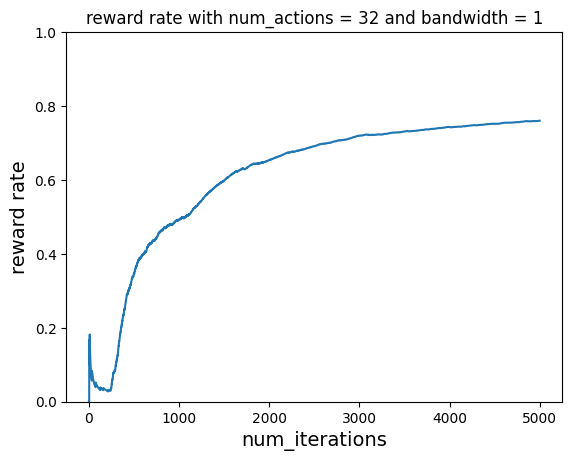 reward rate with num_actions = 32 and bandwidth = 1
1.0
0.8
0.6
0.4
0.2
0.0
reward rate
0 1000 2000 3000 4000 5000
num_iterations